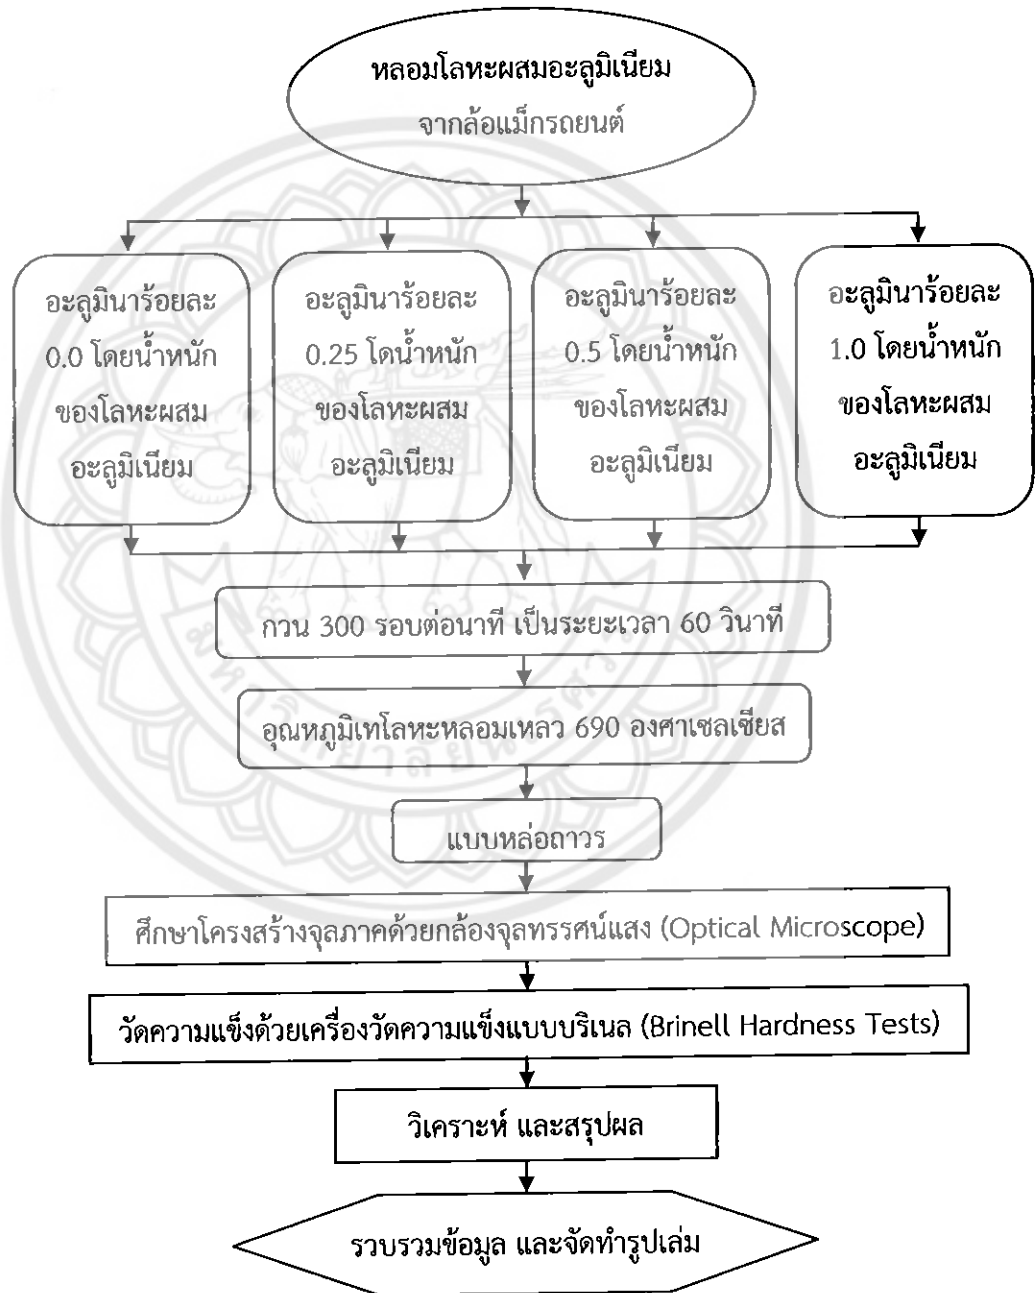 หลอมโลหะผสมอะลูมิเนียม
จากล้อแม็กรถยนต์
อะลูมินาร้อยละ
0.0 โดยน้ำหนัก
ของโลหะผสม
อะลูมิเนียม
อะลูมินาร้อยละ
0.25 โดน้ำหนัก
ของโลหะผสม
อะลูมิเนียม
อะลูมินาร้อยละ
0.5 โดยน้ำหนัก
ของโลหะผสม
อะลูมิเนียม
อะลูมินาร้อยละ
1.0 โดยน้ำหนัก
ของโลหะผสม
อะลูมิเนียม
กวน 300 รอบต่อนาที เป็นระยะเวลา 60 วินาที
อุณหภูมิเทโลหะหลอมเหลว 690 องศาเซลเซียส
แบบหล่อถาวร
ศึกษาโครงสร้างจุลภาคด้วยกล้องจุลทรรศน์แสง (Optical Microscope)
วัดความแข็งด้วยเครื่องวัดความแข็งแบบบริเนล (Brinell Hardness Tests)
วิเคราะห์ และสรุปผล
รวบรวมข้อมูล และจัดทำรูปเล่ม